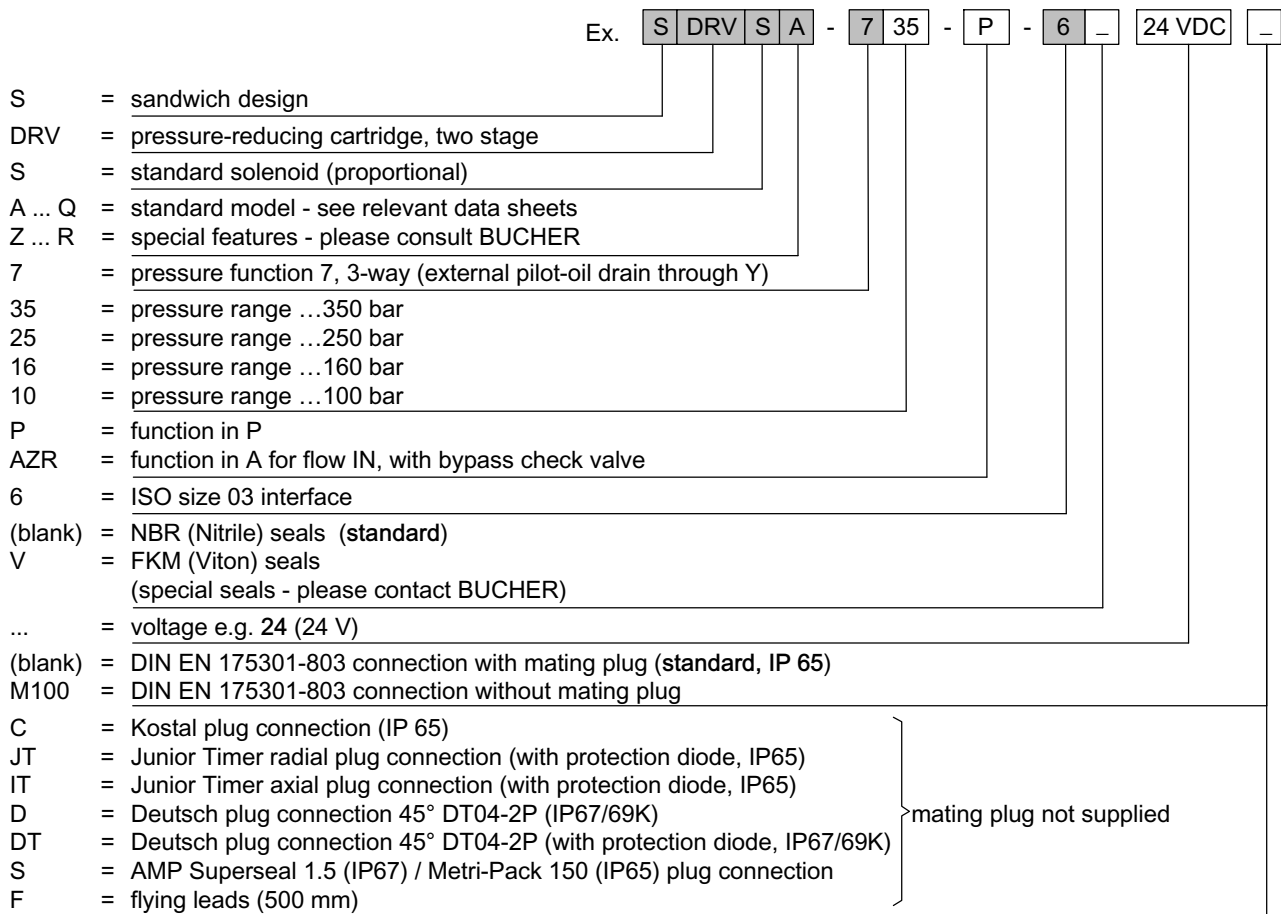 Ex. S DRV S A - 7 35 - P - 6 _ 24 VDC _
S = sandwich design
DRV = pressure-reducing cartridge, two stage
S = standard solenoid (proportional)
A ... Q = standard model - see relevant data sheets
Z ... R = special features - please consult BUCHER
7 = pressure function 7, 3-way (external pilot-oil drain through Y)
35 = pressure range …350 bar
25 = pressure range …250 bar
16 = pressure range …160 bar
10 = pressure range …100 bar
P = function in P
AZR = function in A for flow IN, with bypass check valve
6 = ISO size 03 interface
(blank) = NBR (Nitrile) seals (standard)
V = FKM (Viton) seals
(special seals - please contact BUCHER)
... = voltage e.g. 24 (24 V)
(blank) = DIN EN 175301-803 connection with mating plug (standard, IP 65)
M100 = DIN EN 175301-803 connection without mating plug
C = Kostal plug connection (IP 65)
JT = Junior Timer radial plug connection (with protection diode, IP65)
IT = Junior Timer axial plug connection (with protection diode, IP65)
D = Deutsch plug connection 45° DT04-2P (IP67/69K)
mating plug not supplied
DT = Deutsch plug connection 45° DT04-2P (with protection diode, IP67/69K)
S = AMP Superseal 1.5 (IP67) / Metri-Pack 150 (IP65) plug connection
F = flying leads (500 mm)